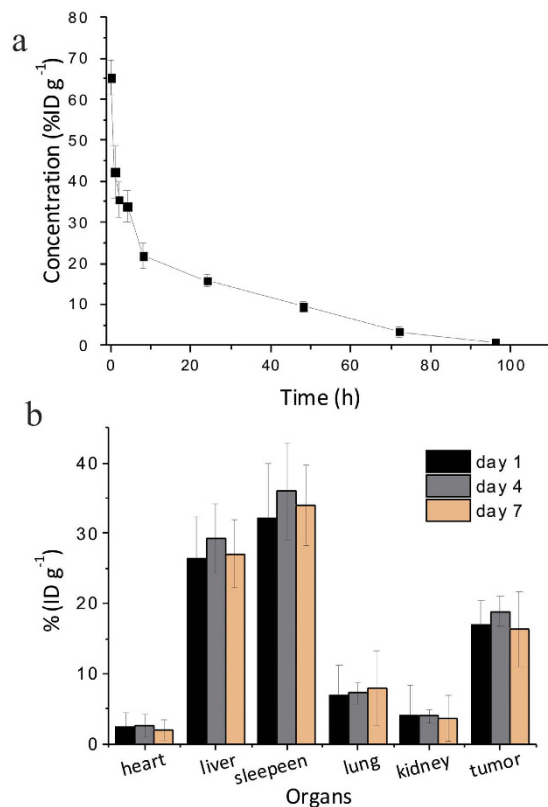 a
Concentration (%ID g⁻¹)
80
70
60
50
40
30
20
10
0
0 20 40 60 80 100
Time (h)
b
% (ID g⁻¹)
40
30
20
10
0
day 1
day 4
day 7
heart liver sleepeen lung kidney tumor
Organs